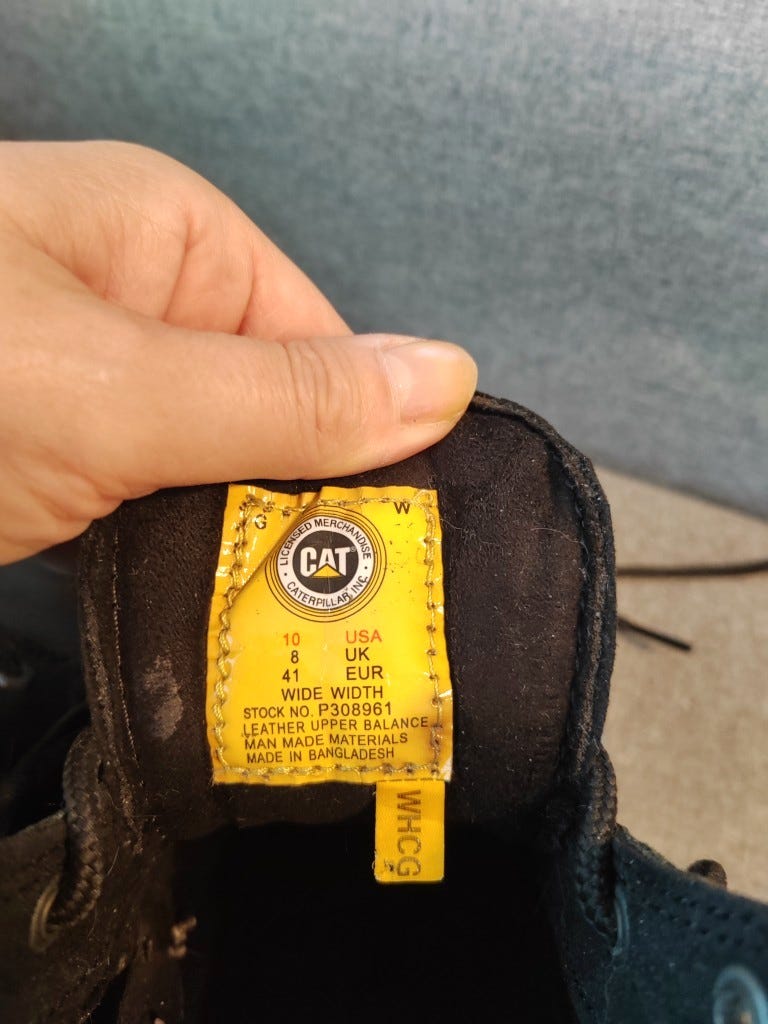 G W
LICENSED MERCHANDISE
CAT®
CATERPILLAR INC.
10 USA
8 UK
41 EUR
WIDE WIDTH
STOCK NO. P308961
LEATHER UPPER BALANCE
MAN MADE MATERIALS
MADE IN BANGLADESH
WHCG